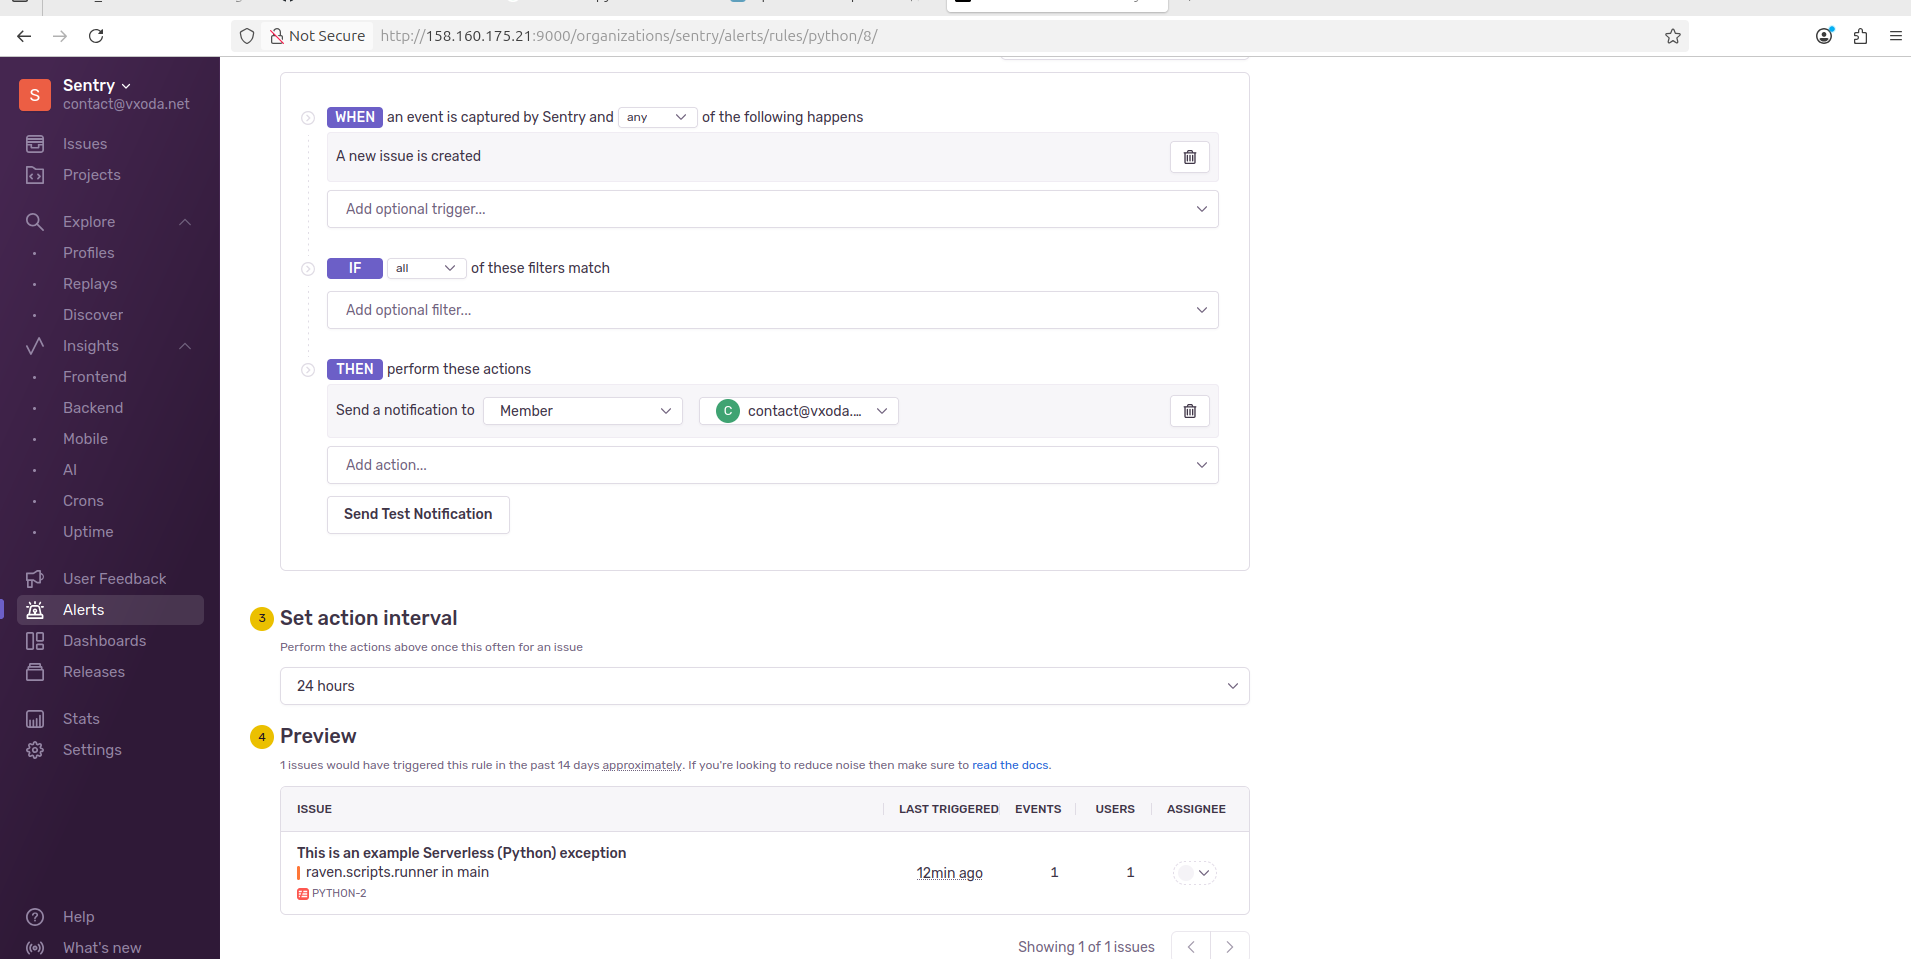 Not Secure http://158.160.175.21:9000/organizations/sentry/alerts/rules/python/8/
S
Sentry
contact@vxoda.net
Issues
Projects
Explore
Profiles
Replays
Discover
Insights
Frontend
Backend
Mobile
AI
Crons
Uptime
User Feedback
Alerts
Dashboards
Releases
Stats
Settings
Help
What's new
WHEN an event is captured by Sentry and any of the following happens
A new issue is created
Add optional trigger...
IF all of these filters match
Add optional filter...
THEN perform these actions
Send a notification to Member C contact@vxoda....
Add action...
Send Test Notification
3 Set action interval
Perform the actions above once this often for an issue
24 hours
4 Preview
1 issues would have triggered this rule in the past 14 days approximately. If you're looking to reduce noise then make sure to read the docs.
ISSUE LAST TRIGGERED EVENTS USERS ASSIGNEE
This is an example Serverless (Python) exception
raven.scripts.runner in main
12min ago 1 1
PYTHON-2
Showing 1 of 1 issues